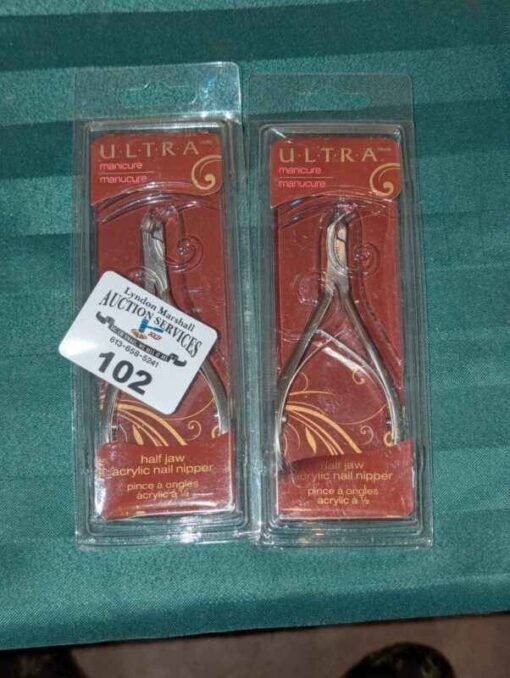 U·L·T·R·A
manicure
manucure
Lyndon Marshall
AUCTION SERVICES
SOLD!
613-658-5241
102
half jaw
acrylic nail nipper
pince à ongles
acrylic à ½
U·L·T·R·A
manicure
manucure
half jaw
acrylic nail nipper
pince à ongles
acrylic à ½